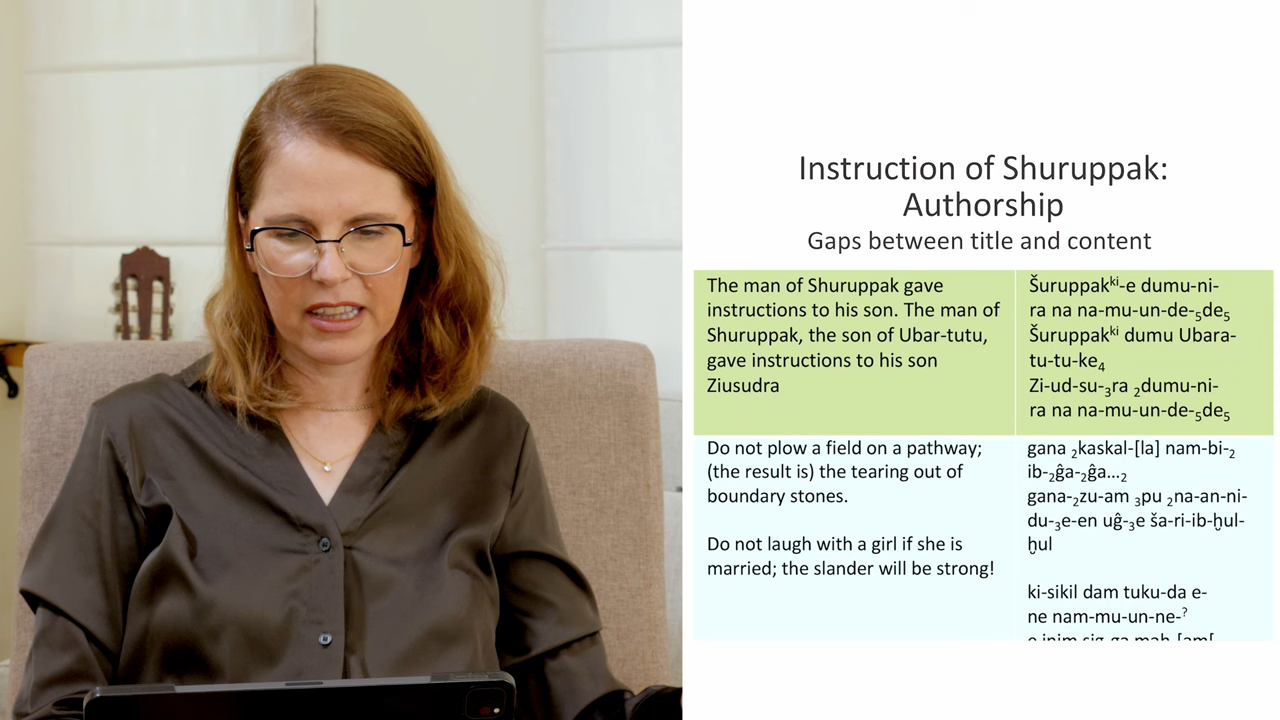 Instruction of Shuruppak:
Authorship
Gaps between title and content
The man of Shuruppak gave
instructions to his son. The man of
Shuruppak, the son of Ubar-tutu,
gave instructions to his son
Ziusudra
Šuruppakᵏⁱ-e dumu-ni-
ra na na-mu-un-de-₅de₅
Šuruppakᵏⁱ dumu Ubara-
tu-tu-ke₄
Zi-ud-su-₃ra ₂dumu-ni-
ra na na-mu-un-de-₅de₅
Do not plow a field on a pathway;
(the result is) the tearing out of
boundary stones.
Do not laugh with a girl if she is
married; the slander will be strong!
gana ₂kaskal-[la] nam-bi-₂
ib-₂ĝa-₂ĝa...₂
gana-₂zu-am ₃pu ₂na-an-ni-
du-₃e-en uĝ-₃e ša-ri-ib-ḫul-
ḫul
ki-sikil dam tuku-da e-
ne nam-mu-un-ne-ˀ
e inim sig-ga mah-[am[